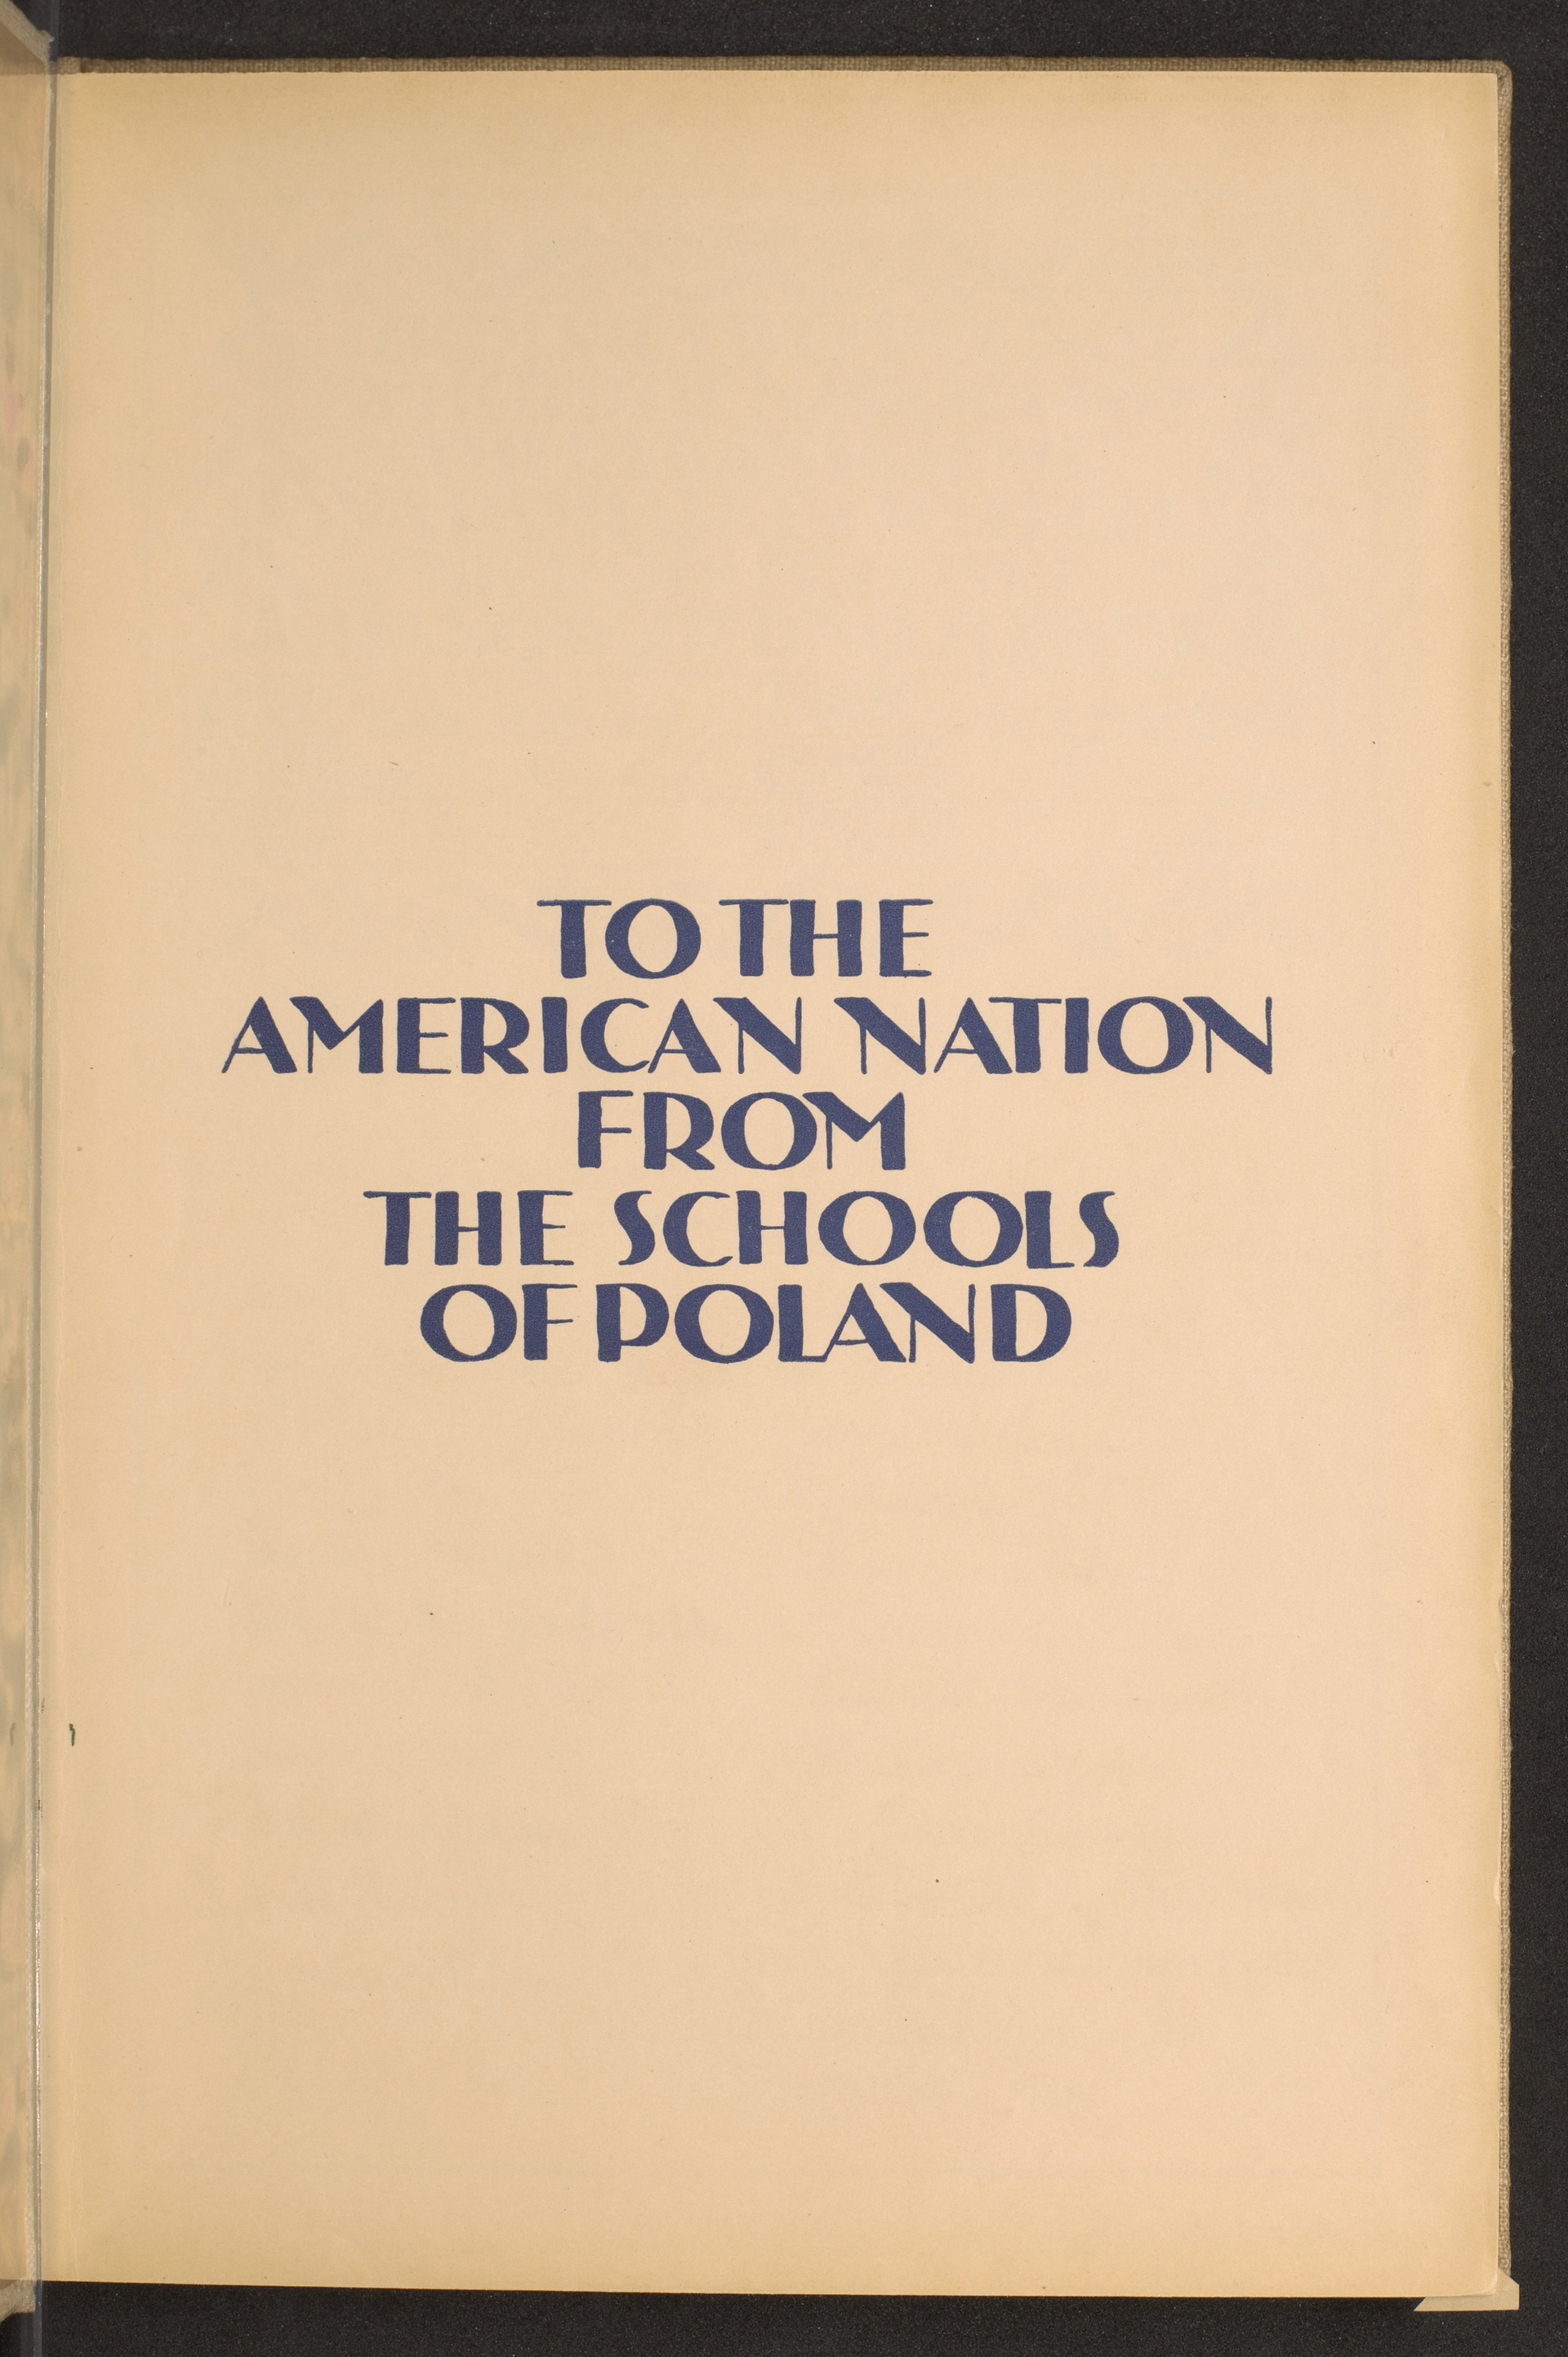 TO THE
AMERICAN NATION
FROM
THE SCHOOLS
OF POLAND